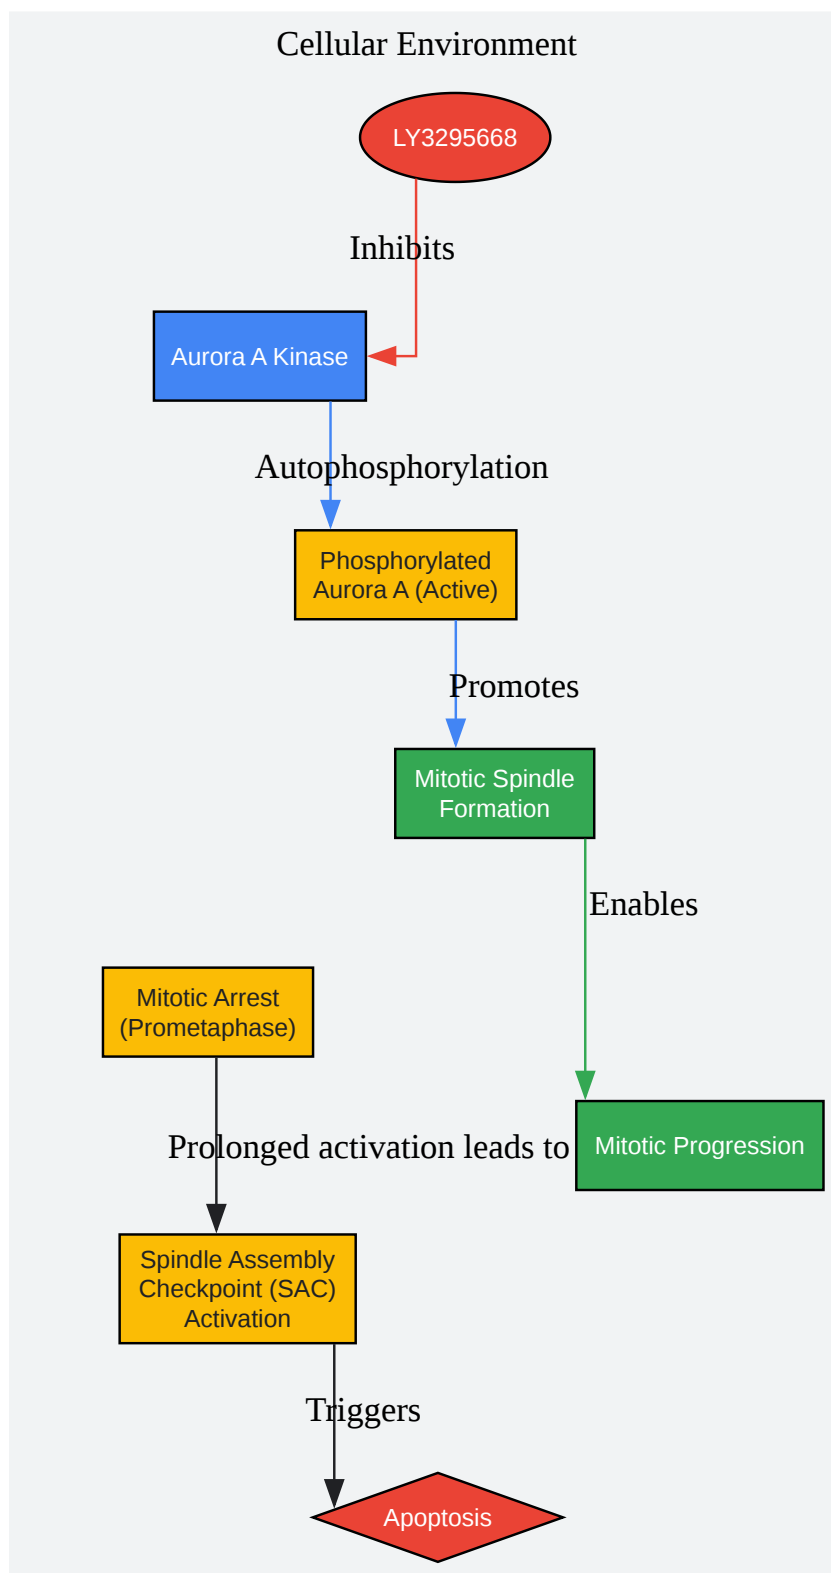 Cellular Environment
LY3295668
Inhibits
Aurora A Kinase
Autophosphorylation
Phosphorylated
Aurora A (Active)
Promotes
Mitotic Spindle
Formation
Enables
Mitotic Arrest
(Prometaphase)
Prolonged activation leads to
Mitotic Progression
Spindle Assembly
Checkpoint (SAC)
Activation
Triggers
Apoptosis